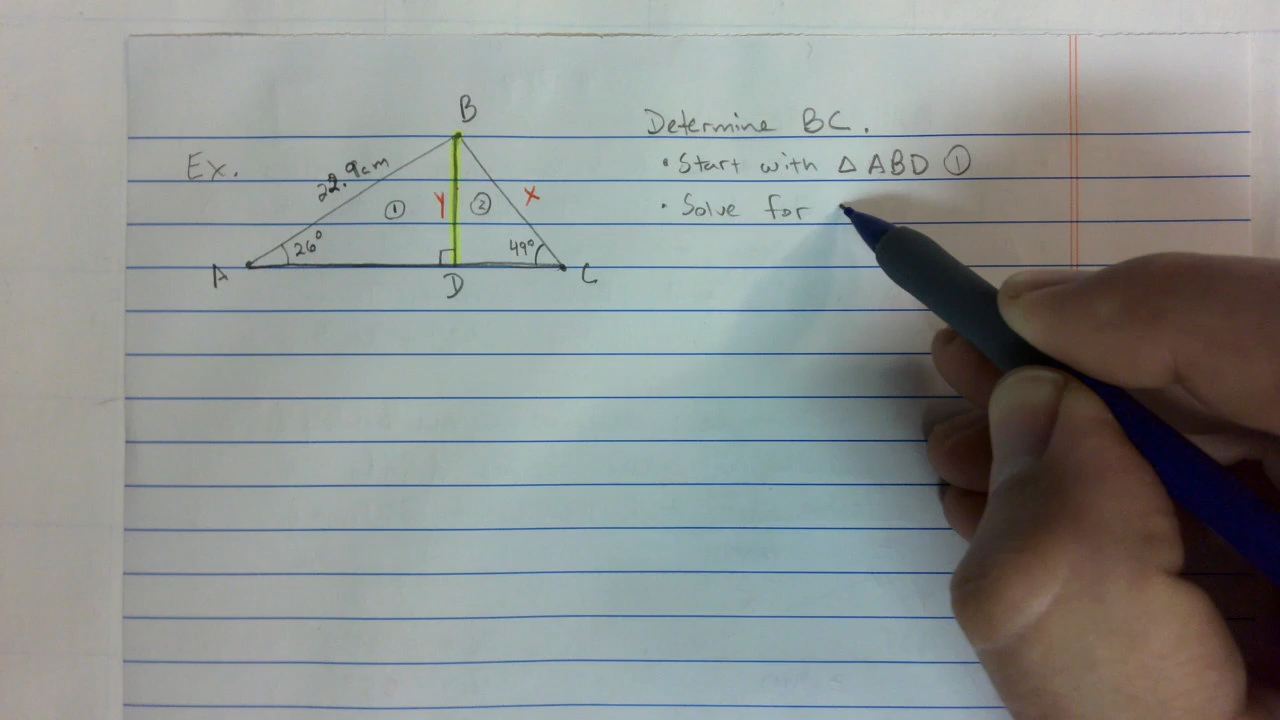 B
Determine BC.
Ex.
22.9cm
• Start with △ ABD ①
① Y ② X
• Solve for
26° 49°
A D C